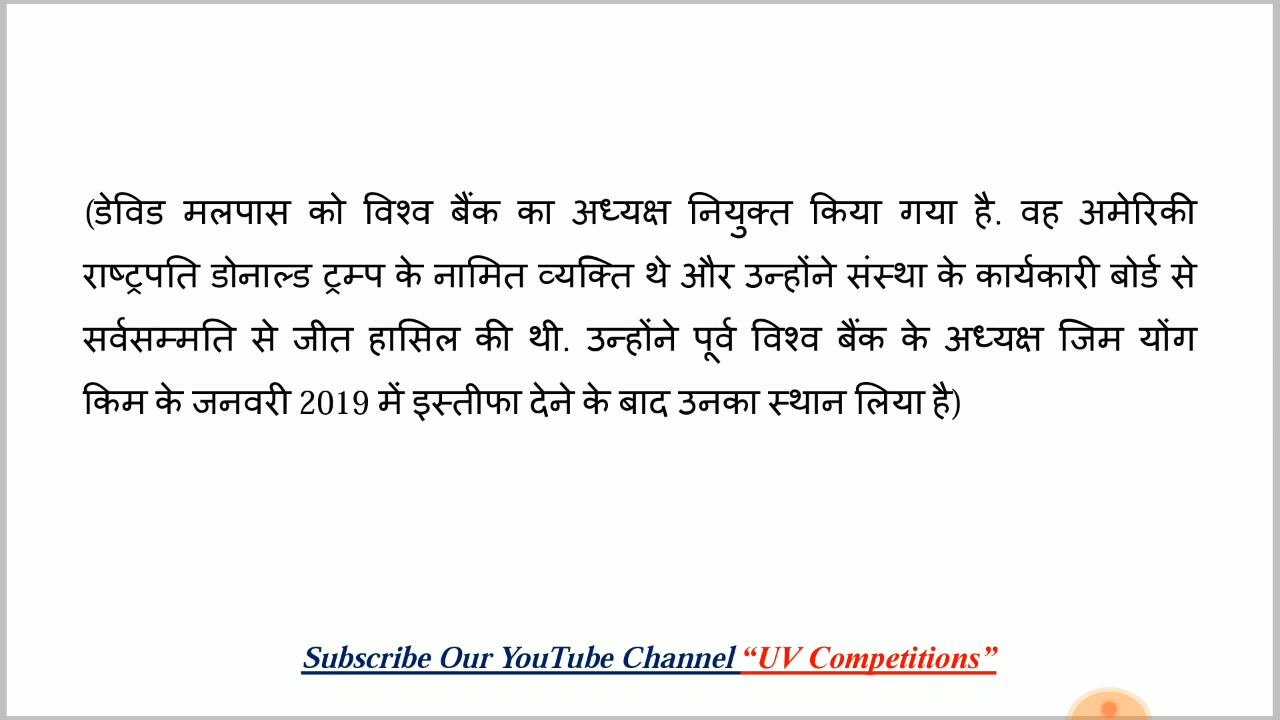 (डेविड मलपास को विश्व बैंक का अध्यक्ष नियुक्त किया गया है. वह अमेरिकी
राष्ट्रपति डोनाल्ड ट्रम्प के नामित व्यक्ति थे और उन्होंने संस्था के कार्यकारी बोर्ड से
सर्वसम्मति से जीत हासिल की थी. उन्होंने पूर्व विश्व बैंक के अध्यक्ष जिम योंग
किम के जनवरी 2019 में इस्तीफा देने के बाद उनका स्थान लिया है)
Subscribe Our YouTube Channel “UV Competitions”